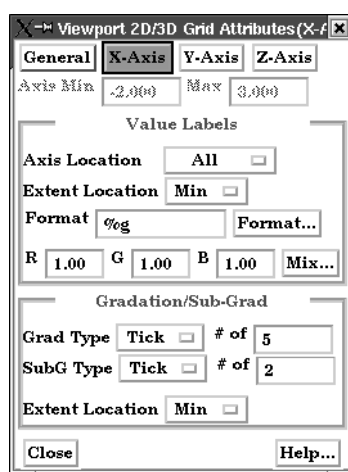 Viewport 2D/3D Grid Attributes (X-A
General X-Axis Y-Axis Z-Axis
Axis Min -2.000 Max 3.000
Value Labels
Axis Location All
Extent Location Min
Format %g Format...
R 1.00 G 1.00 B 1.00 Mix...
Gradation/Sub-Grad
Grad Type Tick # of 5
SubG Type Tick # of 2
Extent Location Min
Close Help...